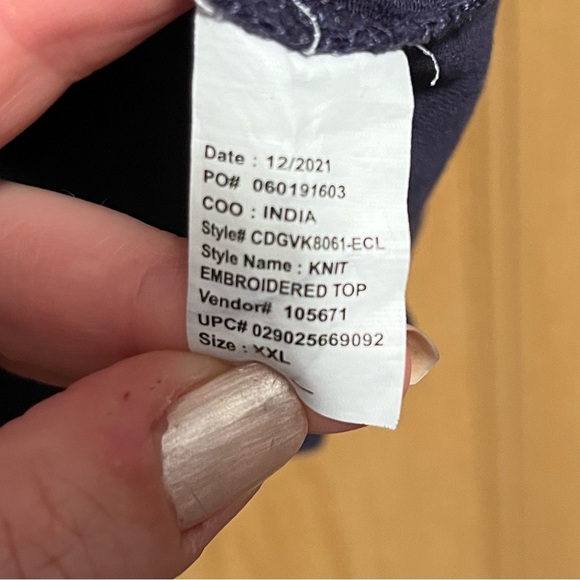 Date : 12/2021
PO# 060191603
COO : INDIA
Style# CDGVK8061-ECL
Style Name : KNIT
EMBROIDERED TOP
Vendor# 105671
UPC# 029025669092
Size : XXL